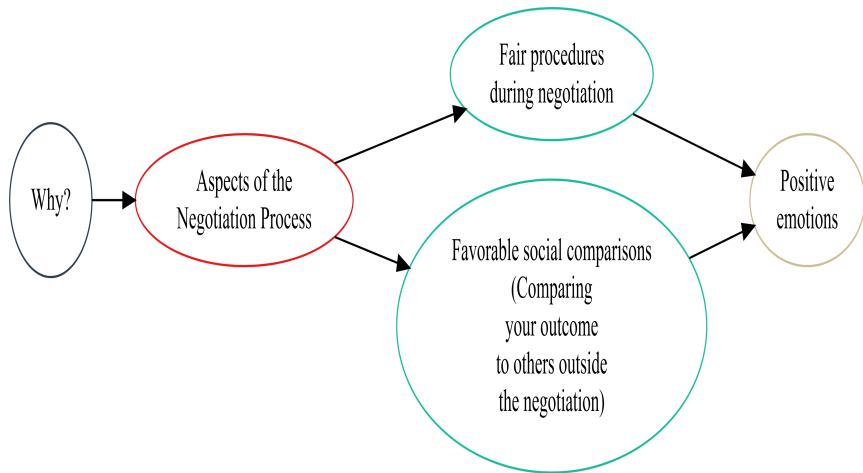 Why?
Aspects of the
Negotiation Process
Fair procedures
during negotiation
Favorable social comparisons
(Comparing
your outcome
to others outside
the negotiation)
Positive
emotions